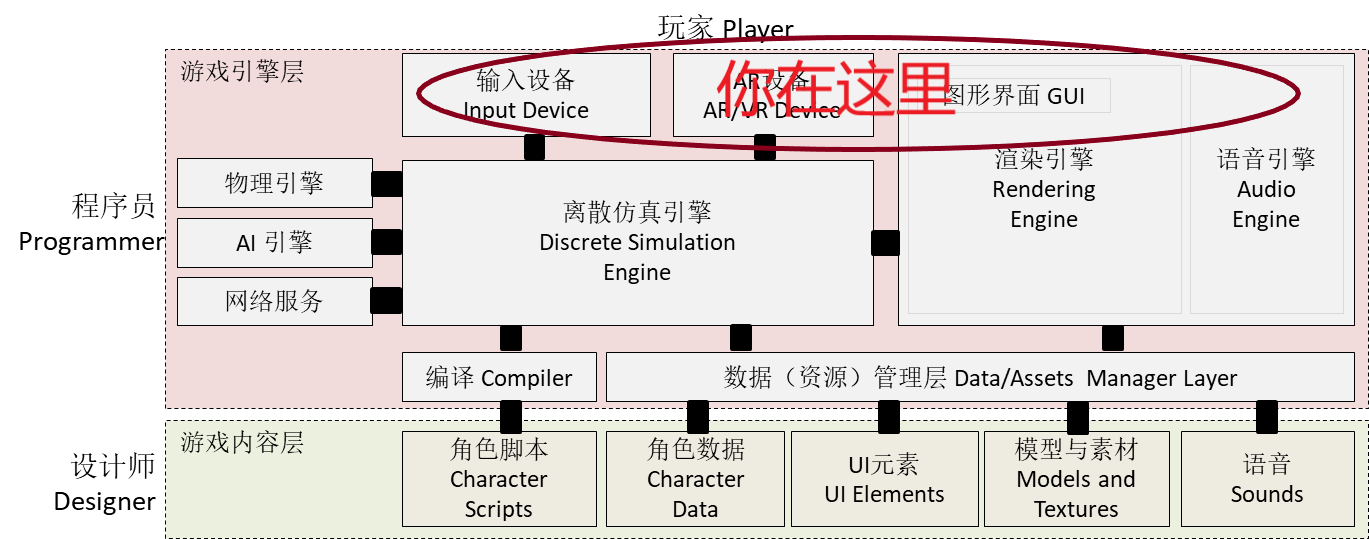 玩家 Player
游戏引擎层
输入设备
Input Device
AR设备
AR/VR Device
你在这里
图形界面 GUI
渲染引擎
Rendering
Engine
语音引擎
Audio
Engine
程序员
Programmer
物理引擎
AI 引擎
网络服务
离散仿真引擎
Discrete Simulation
Engine
编译 Compiler
数据（资源）管理层 Data/Assets Manager Layer
设计师
Designer
游戏内容层
角色脚本
Character
Scripts
角色数据
Character
Data
UI元素
UI Elements
模型与素材
Models and
Textures
语音
Sounds